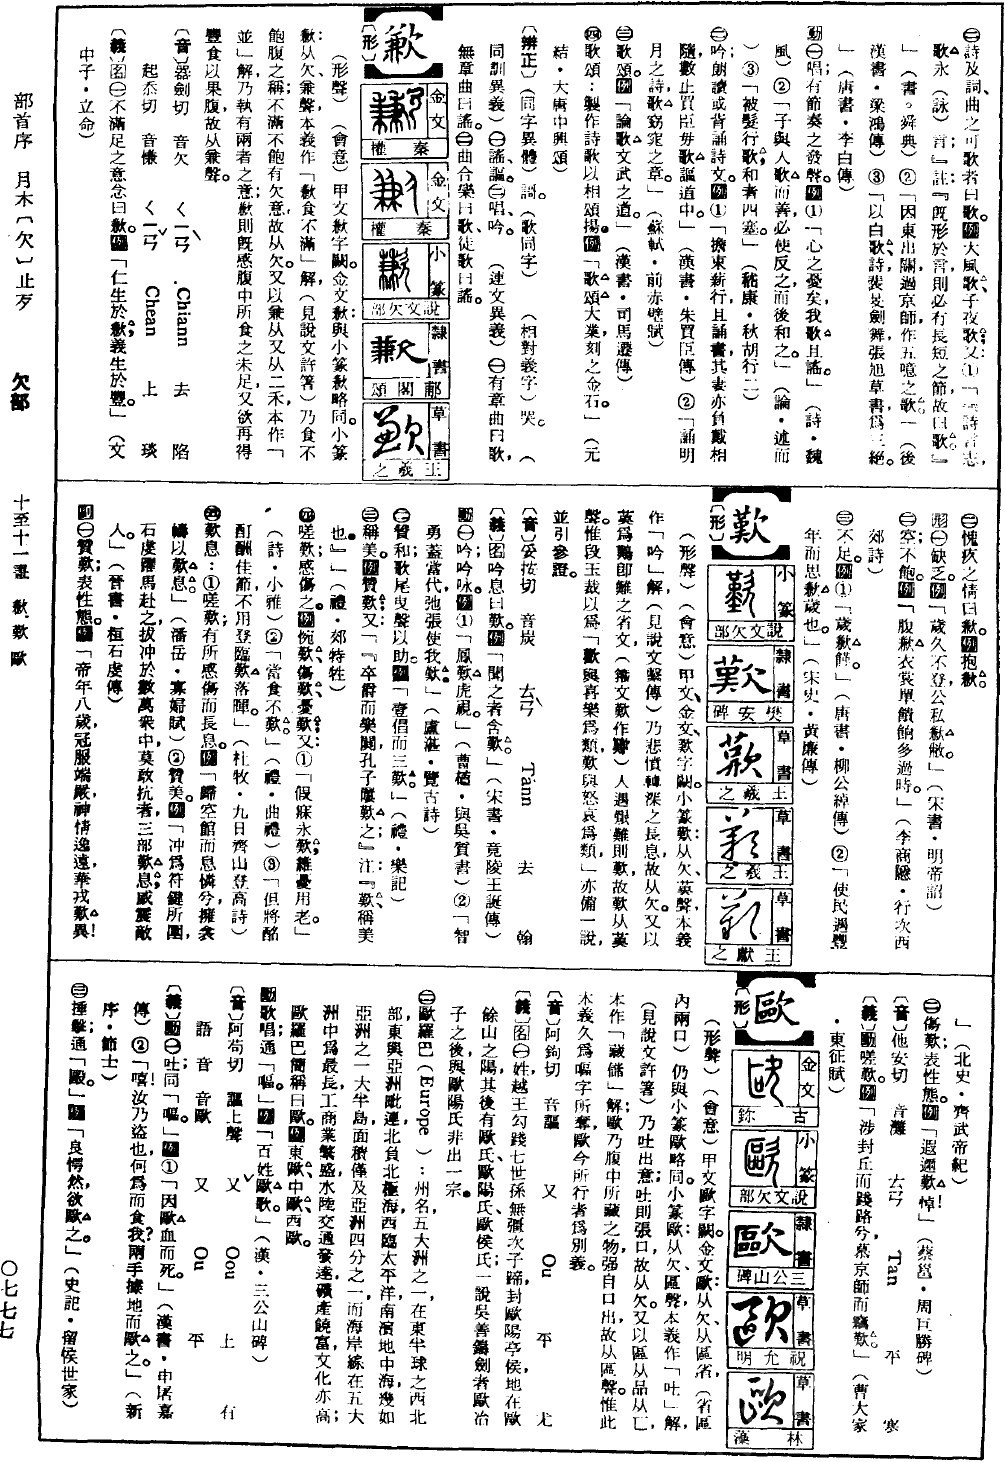 ㊁詩及詞曲之可歌者曰歌。例大風歌子夜歌又①「詩言志，
歌永（詠）言』註『旣形於言則必有長短之節故曰歌』
」（書。舜典）②「因東出關過京師作五噫之歌」（後
漢書・梁鴻傳）③「以白歌詩裴旻劍舞張旭草書爲三絕。
」（唐書・李白傳）
動㊀唱；有節奏之發聲。例①「心之憂矣我歌且謠。」（詩・魏
風）②「子與人歌而善必使反之而後和之。」（論・述而
）③「被髮行歌和者四塞。」（嵇康・秋胡行）
㊁吟；朗讀或背誦詩文。例①「擔束薪行且誦書其妻亦負戴相
隨，數止買臣毋歌謳道中。」（漢書・朱買臣傳）②「誦明
月之詩歌窈窕之章。」（蘇軾・前赤壁賦）
㊂歌頌。例「論歌文武之道。」（漢書・司馬遷傳）
㊃歌頌：製作詩歌以相頌揚。例「歌頌大業刻之金石。」（元
結・大唐中興頌）
〔辨正〕（同字異體）謌。（歌同字）（相對義字）哭。（
同訓異義）㊀謠謳。㊁唱、吟。（連文異義）㊀有章曲曰歌，
無章曲曰謠。㊁曲合樂曰歌徒歌曰謠。
歉
〔形〕
金文 秦權
金文 秦權
小篆 說文欠部
隸書 郙閣頌
草書 王羲之
（形聲）（會意）甲文歉字闕。金文歉與小篆歉略同。小篆
歉：从欠，兼聲。本義作「歉食不滿」解，（見說文許箸）乃食不
飽腹之稱；不滿不飽有欠意，故从欠。又以兼从又从二禾，本作「
並」解，乃執有兩者之意；歉則旣感腹中所食之未足又欲再得
豐食以果腹，故从兼聲。
〔音〕器劍切 音欠 ㄑㄧㄢˋ Chiann 去 陷
起忝切 音慊 ㄑㄧㄢˇ Chean 上 琰
〔義〕名㊀不滿足之意念曰歉。例「仁生於歉，義生於豐。」（文
中子・立命）
㊁愧疚之情曰歉。例抱歉。
形㊀缺乏。例「歲久不登公私歉敝。」（宋書・明帝詔）
㊁空；不飽。例「腹歉衣裳單饋餉多過時。」（李商隱・行次西
郊詩）
㊂不足。例①「歲歉饉。」（唐書・柳公綽傳）②「使民遇豐
年而思歉歲也。」（宋史・黃廉傳）
歎
〔形〕
小篆 說文欠部
隸書 樊安碑
草書 王羲之
草書 王羲之
草書 王獻之
（形聲）（會意）甲文、金文歎字闕。小篆歎：从欠，𦰩聲。本義
作「吟」解，（見說文繫傳）乃悲憤轉深之長息，故从欠。又以
𦰩爲鸛卽難之省文，（籒文歎作）人遇艱難則歎，故歎从𦰩
聲。惟段玉裁以爲「歡與喜樂爲類，歎與怒哀爲類」亦備一說，
並引參證。
〔音〕妥按切 音炭 ㄊㄢˋ Tann 去 翰
〔義〕名吟息曰歎。例「聞之者含歎。」（宋書・竟陵王誕傳）
動㊀吟；吟咏。例①「鳳歎虎視。」（曹植・與吳質書）②「智
勇蓋當代弛張使我歎。」（盧諶・覽古詩）
㊁贊和；歌尾曳聲以助。例「壹倡而三歎。」（禮・樂記）
㊂稱美。例贊歎又「『卒爵而樂闋孔子屢歎之』注『歎稱美
也。』」（禮・郊特牲）
㊃嗟歎；感傷之。例惋歎、傷歎、憂歎又：①「假寐永歎，維憂用老。」
（詩・小雅）②「當食不歎。」（禮・曲禮）③「但將酩
酊酬佳節不用登臨歎落暉。」（杜牧・九日齊山登高詩）
歎息：①嗟歎；有所感傷而長息。例「歸空館而息憐兮，擁衾
幬以歎息。」（潘岳・寡婦賦）②贊美。例「冲爲符健所圍，
石虔躍馬赴之拔冲於數萬衆中莫敢抗者三部歎息威震敵
人。」（晉書・桓石虔傳）
副㊀贊歎；表性態。例「帝年八歲冠服端嚴神情逸遠華戎歎異！
」（北史・齊武帝紀）
㊁傷歎；表性態。例「遐邇歎悼！」（蔡邕・周巨勝碑）
〔音〕他安切 音灘 ㄊㄢ Tan 平 寒
〔義〕動嗟歎。例「涉封丘而踐路兮慕京師而竊歎。」（曹大家
・東征賦）
歐
〔形〕
金文 古鉥
小篆 說文欠部
隸書 三公山碑
草書 祝允明
草書 林藻
（形聲）（會意）甲文歐字闕。金文歐：从欠从區省，（省區
內兩口）仍與小篆歐略同。小篆歐：从欠，區聲。本義作「吐」解，
（見說文許箸）乃吐出意；吐則張口，故从欠。又以區从品从匸，
本作「藏儲」解，歐乃腹中所藏之物强自口出，故从區聲。惟此
本義久爲嘔字所奪，歐今所行者爲別義。
〔音〕阿鉤切 音謳 又 Ou 平 尤
〔義〕名㊀姓越王勾踐七世孫無彊次子蹄封歐陽亭侯地在歐
餘山之陽其後有歐氏歐陽氏歐侯氏一說吳善鑄劍者歐冶
子之後與歐陽氏非出一宗。
㊁歐羅巴（Europe）：州名五大洲之一在東半球之西北
部東與亞洲毗連北負北極海西臨太平洋南濱地中海幾如
亞洲之一大半島面積僅及亞洲四分之一而海岸綫在五大
洲中爲最長工商業繁盛水陸交通發達礦產饒富文化亦高；
歐羅巴簡稱曰歐。例東歐、中歐、西歐。
動歌唱；通「嘔。」例「百姓歐歌。」（漢・三公山碑）
〔音〕阿苟切 謳上聲 又ˇ Oou 上 有
語音 音歐 又 Ou 平
〔義〕動㊀吐；同「嘔。」例①「因歐血而死。」（漢書・申屠嘉
傳）②「嘻！汝乃盜也何爲而食我？兩手據地而歐之。」（新
序・節士）
㊁捶擊；通「毆。」例「良愕然，欲歐之。」（史記・留侯世家）
部首序 月木〔欠〕止歹
欠部
十至十一畫 歉歎歐
〇七七七